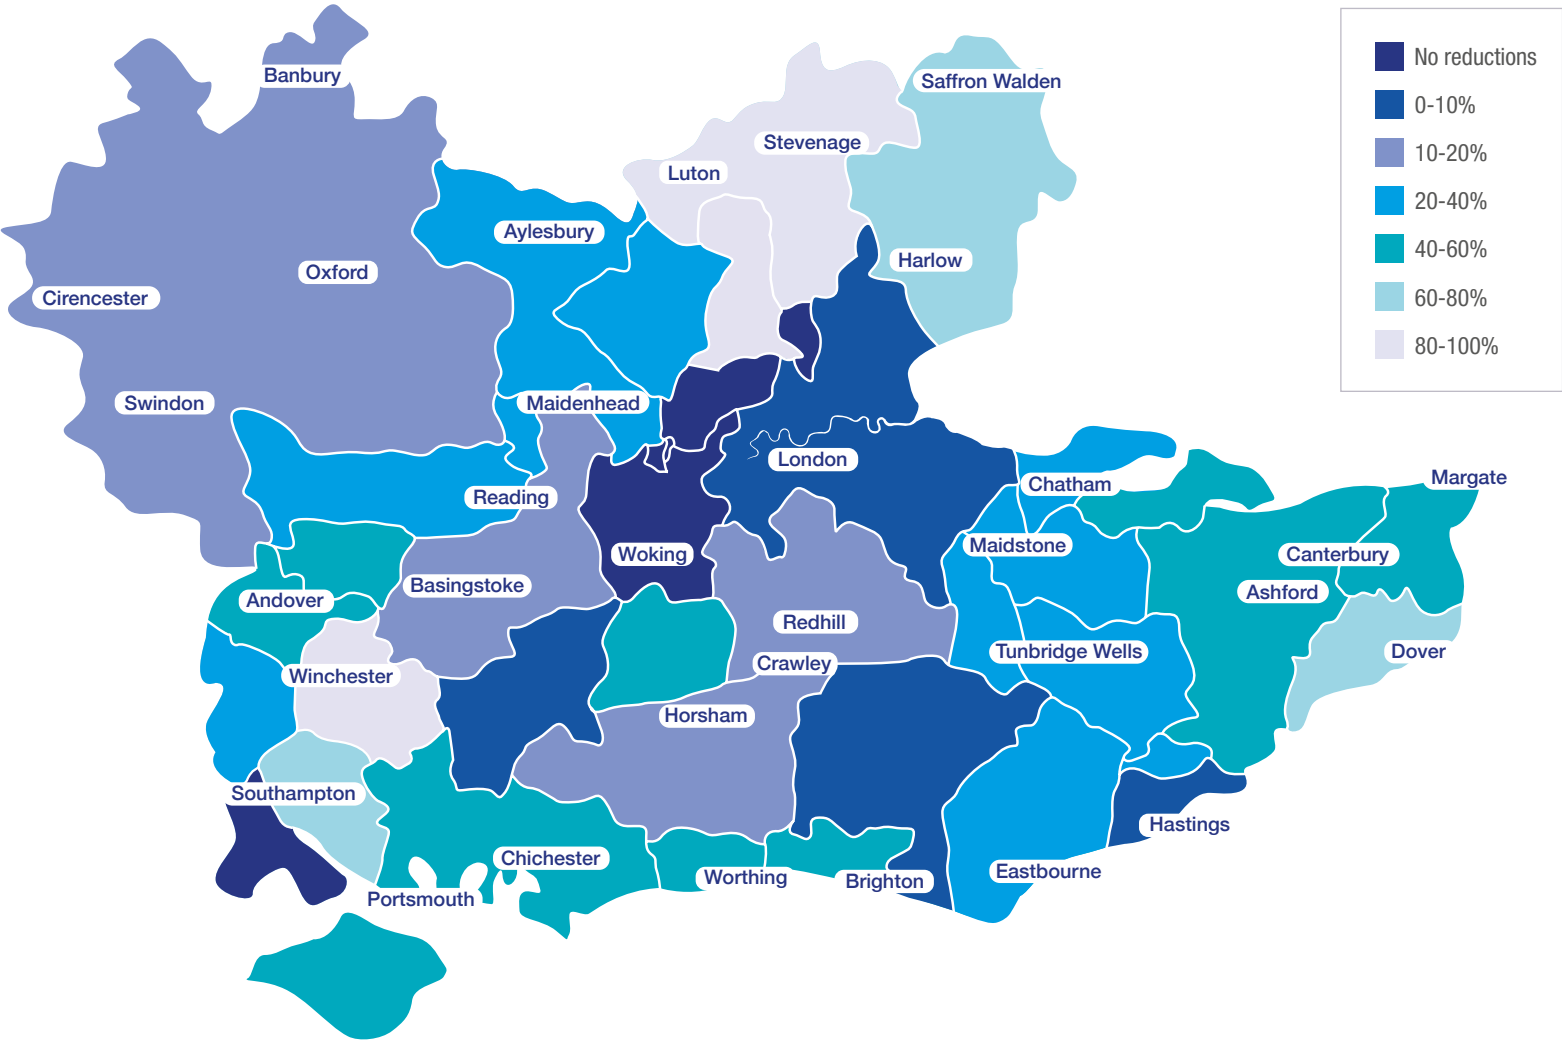 Banbury
Saffron Walden
Stevenage
Luton
Aylesbury
Harlow
Oxford
Cirencester
Swindon
Maidenhead
London
Chatham
Margate
Reading
Maidstone
Woking
Canterbury
Basingstoke
Ashford
Andover
Redhill
Tunbridge Wells
Dover
Crawley
Winchester
Horsham
Southampton
Hastings
Chichester
Eastbourne
Worthing
Brighton
Portsmouth
No reductions
0-10%
10-20%
20-40%
40-60%
60-80%
80-100%